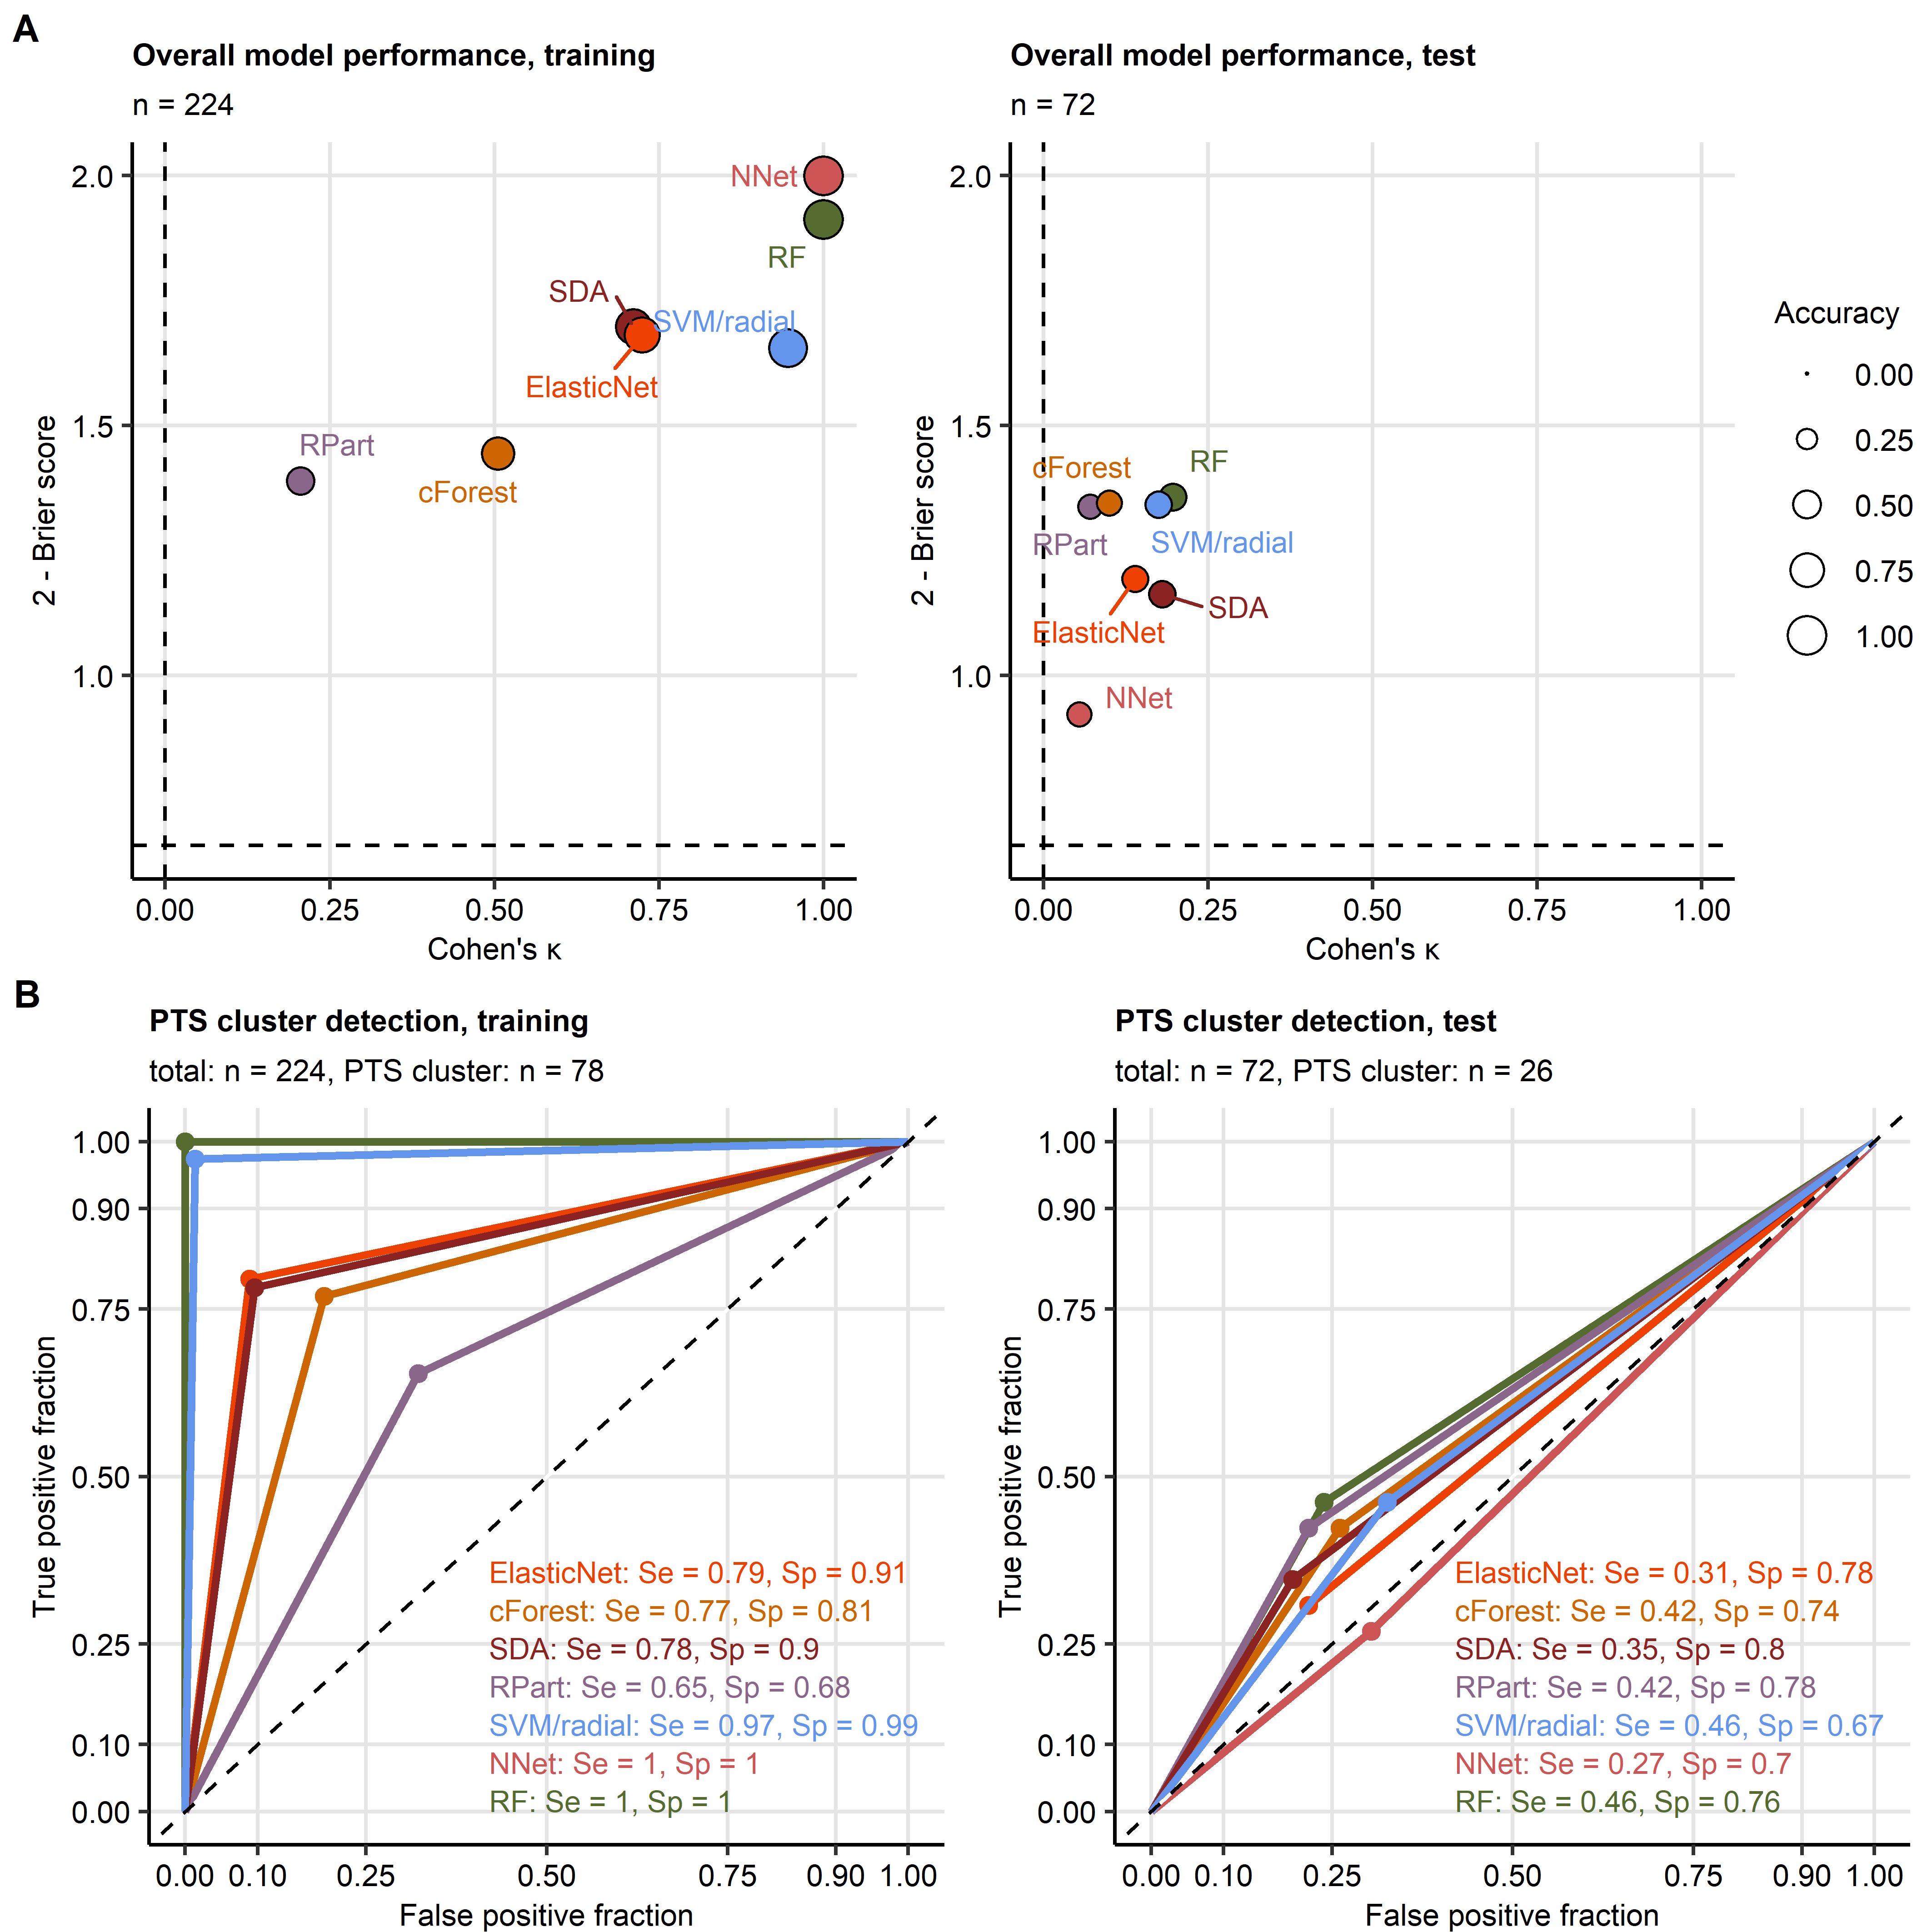 A
Overall model performance, training
n = 224
2.0
1.5
1.0
2 - Brier score
NNet
RF
SDA
SVM/radial
ElasticNet
RPart
cForest
0.00 0.25 0.50 0.75 1.00
Cohen's κ
Overall model performance, test
n = 72
2.0
1.5
1.0
2 - Brier score
cForest
RF
RPart
SVM/radial
SDA
ElasticNet
NNet
0.00 0.25 0.50 0.75 1.00
Cohen's κ
Accuracy
0.00
0.25
0.50
0.75
1.00
B
PTS cluster detection, training
total: n = 224, PTS cluster: n = 78
1.00
0.90
0.75
0.50
0.25
0.10
0.00
True positive fraction
ElasticNet: Se = 0.79, Sp = 0.91
cForest: Se = 0.77, Sp = 0.81
SDA: Se = 0.78, Sp = 0.9
RPart: Se = 0.65, Sp = 0.68
SVM/radial: Se = 0.97, Sp = 0.99
NNet: Se = 1, Sp = 1
RF: Se = 1, Sp = 1
0.00 0.10 0.25 0.50 0.75 0.90 1.00
False positive fraction
PTS cluster detection, test
total: n = 72, PTS cluster: n = 26
1.00
0.90
0.75
0.50
0.25
0.10
0.00
True positive fraction
ElasticNet: Se = 0.31, Sp = 0.78
cForest: Se = 0.42, Sp = 0.74
SDA: Se = 0.35, Sp = 0.8
RPart: Se = 0.42, Sp = 0.78
SVM/radial: Se = 0.46, Sp = 0.67
NNet: Se = 0.27, Sp = 0.7
RF: Se = 0.46, Sp = 0.76
0.00 0.10 0.25 0.50 0.75 0.90 1.00
False positive fraction